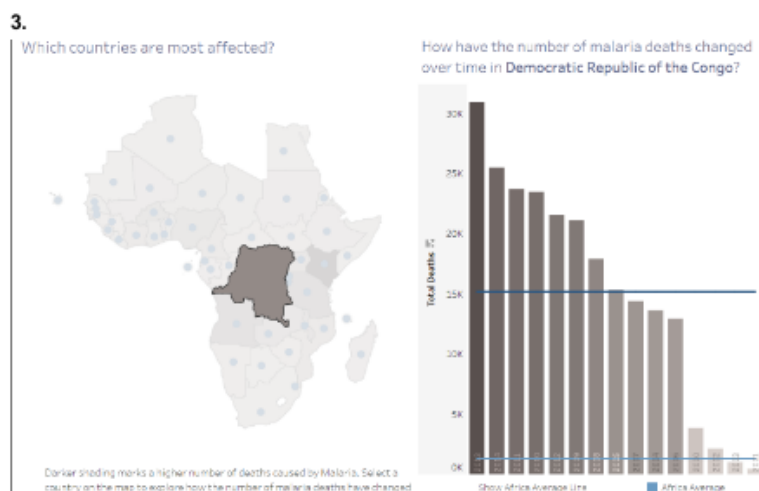 3.
Which countries are most affected?
How have the number of malaria deaths changed
over time in Democratic Republic of the Congo?
30K
25K
20K
15K
10K
5K
0K
Total Deaths
Darker shading marks a higher number of deaths caused by Malaria. Select a
country on the map to explore how the number of malaria deaths have changed
Show Africa Average Line
Africa Average